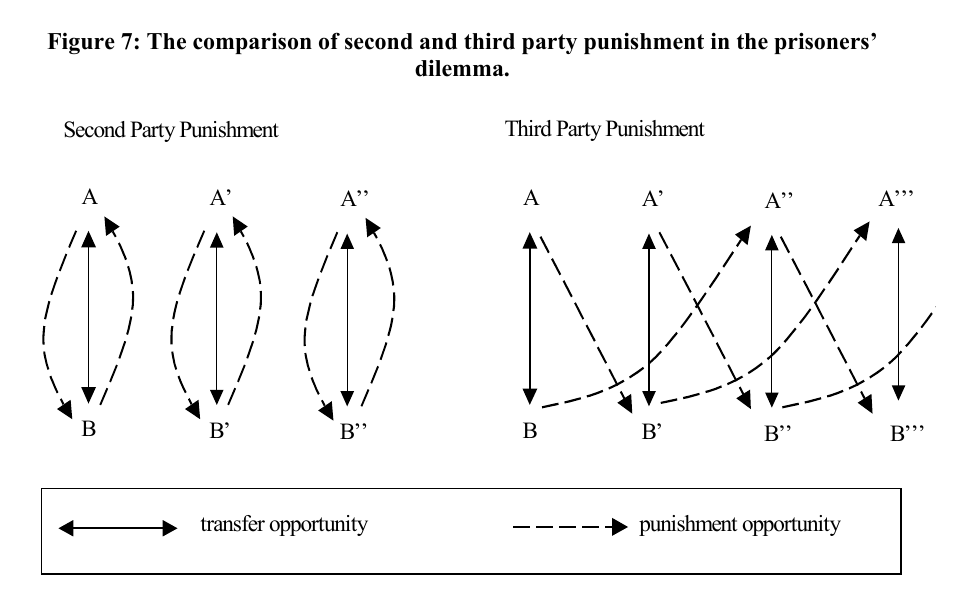 Figure 7: The comparison of second and third party punishment in the prisoners’
dilemma.
Second Party Punishment
Third Party Punishment
A A’ A’’ A A’ A’’ A’’’
B B’ B’’ B B’ B’’ B’’’
transfer opportunity
punishment opportunity